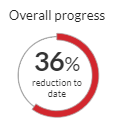 Overall progress
36%
reduction to
date